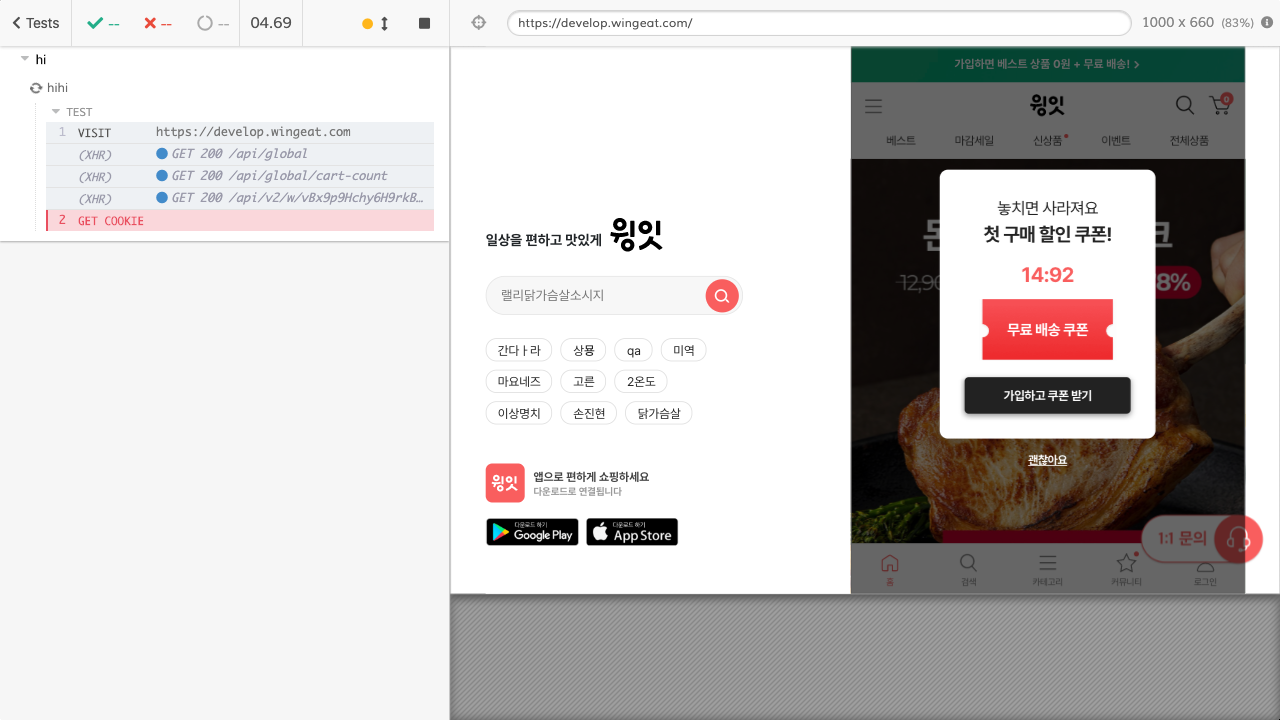 Tests
--
--
--
04.69
https://develop.wingeat.com/
1000 x 660 (83%)
hi
hihi
TEST
1 VISIT https://develop.wingeat.com
(XHR) GET 200 /api/global
(XHR) GET 200 /api/global/cart-count
(XHR) GET 200 /api/v2/w/vBx9p9Hchy6H9rkB…
2 GET COOKIE
일상을 편하고 맛있게 윙잇
랠리닭가슴살소시지
간다ㅏ라 상품 qa 미역
마요네즈 고른 2온도
이상명치 손진현 닭가슴살
윙잇
앱으로 편하게 쇼핑하세요
다운로드로 연결됩니다
다운로드 하기
Google Play
다운로드 하기
App Store
가입하면 베스트 상품 0원 + 무료 배송! >
윙잇
0
베스트 마감세일 신상품 이벤트 전체상품
돈
크
12,90
8%
놓치면 사라져요
첫 구매 할인 쿠폰!
14:92
무료 배송 쿠폰
가입하고 쿠폰 받기
괜찮아요
1:1 문의
홈 검색 카테고리 커뮤니티 로그인